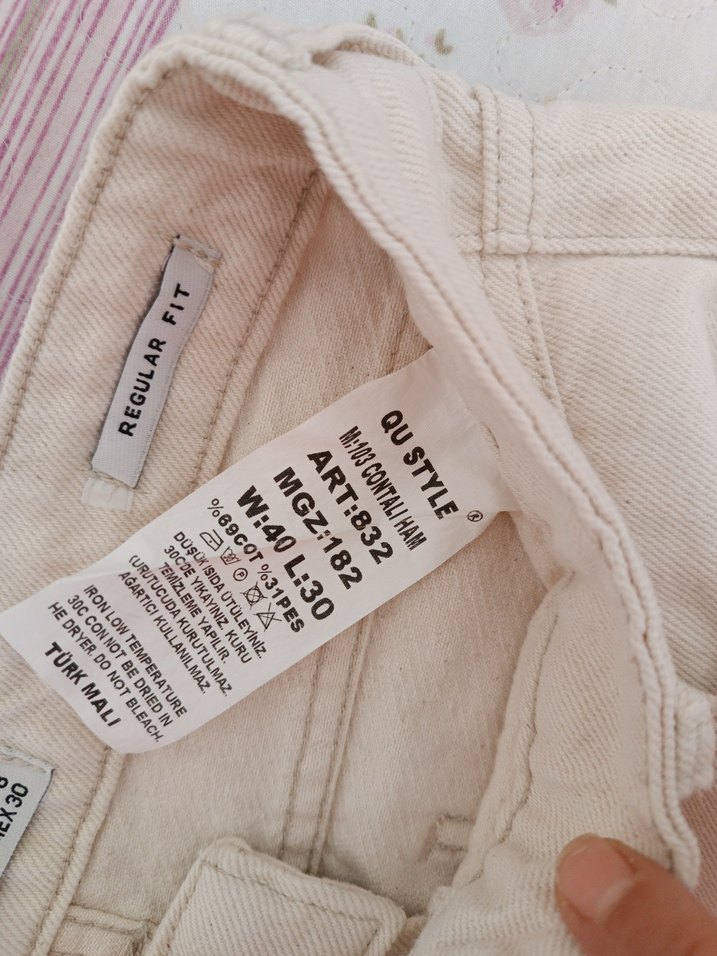 REGULAR FIT
QU STYLE ®
M:103 CONTALI HAM
ART:832
MGZ:182
W:40 L:30
%69COT %31PES
DÜŞÜK ISIDA ÜTÜLEYİNİZ.
30C'DE YIKAYINIZ. KURU
TEMİZLEME YAPILIR.
URUTUCUDA KURUTULMAZ.
AĞARTICI KULLANILMAZ.
IRON LOW TEMPERATURE
30C CON NOT BE DRIED IN
HE DRYER. DO NOT BLEACH.
TÜRK MALI
EX 30